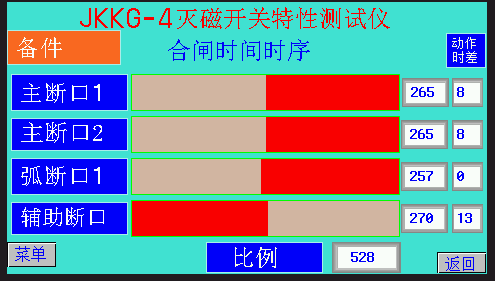 JKKG-4灭磁开关特性测试仪
备件 合闸时间时序 动作时差
主断口1 265 8
主断口2 265 8
弧断口1 257 0
辅助断口 270 13
菜单 比例 528 返回